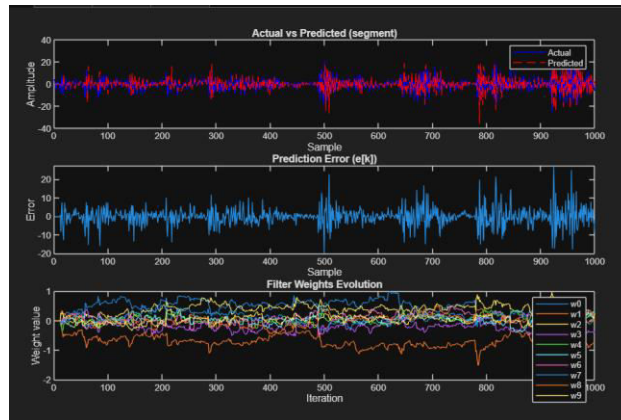 Actual vs Predicted (segment)
40
20
0
-20
-40
Amplitude
Actual
Predicted
0 100 200 300 400 500 600 700 800 900 1000
Sample
Prediction Error (e[k])
20
10
0
-10
-20
Error
0 100 200 300 400 500 600 700 800 900 1000
Sample
Filter Weights Evolution
1
0
-1
-2
Weight value
w0
w1
w2
w3
w4
w5
w6
w7
w8
w9
0 100 200 300 400 500 600 700 800 1000
Iteration